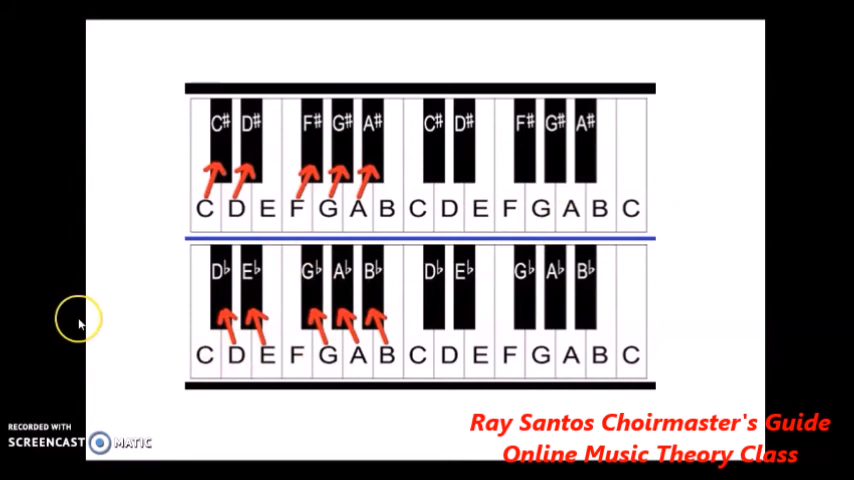 C# D# F# G# A# C# D# F# G# A#
C D E F G A B C D E F G A B C
D♭ E♭ G♭ A♭ B♭ D♭ E♭ G♭ A♭ B♭
C D E F G A B C D E F G A B C
Ray Santos Choirmaster's Guide
Online Music Theory Class
RECORDED WITH
SCREENCAST MATIC